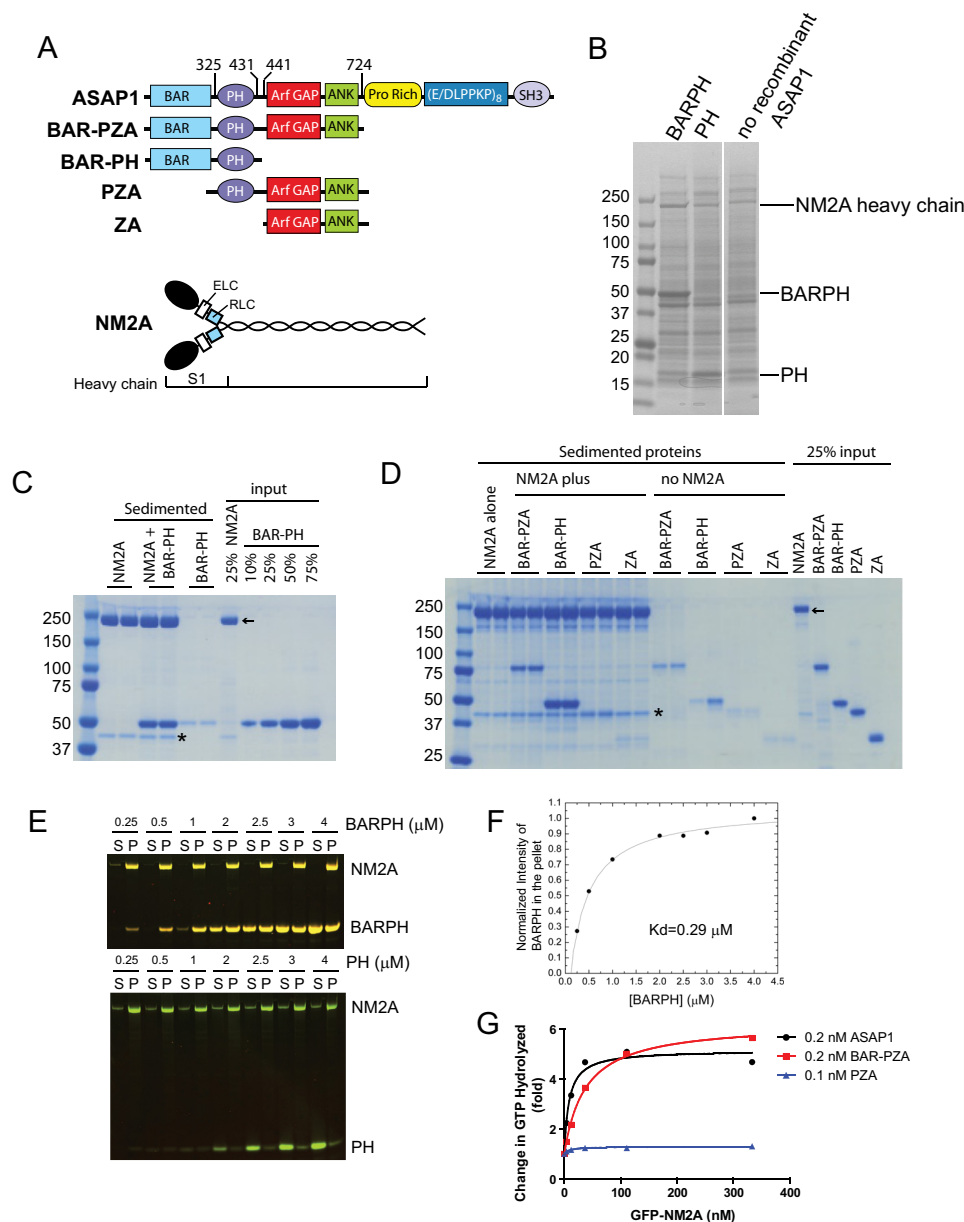 A
325 431 441 724
ASAP1 BAR PH Arf GAP ANK Pro Rich (E/DLPPKP)8 SH3
BAR-PZA BAR PH Arf GAP ANK
BAR-PH BAR PH
PZA PH Arf GAP ANK
ZA Arf GAP ANK
ELC
RLC
NM2A
Heavy chain S1
B
BARPH
PH
no recombinant
ASAP1
250
150
100
75
50
37
25
20
15
NM2A heavy chain
BARPH
PH
C
Sedimented
input
NM2A
NM2A +
BAR-PH
BAR-PH
25% NM2A
BAR-PH
10%
25%
50%
75%
250
150
100
75
50
37
←
*
D
Sedimented proteins
25% input
NM2A plus
no NM2A
NM2A alone
BAR-PZA
BAR-PH
PZA
ZA
BAR-PZA
BAR-PH
PZA
ZA
NM2A
BAR-PZA
BAR-PH
PZA
ZA
250
150
100
75
50
37
25
←
*
E
0.25 0.5 1 2 2.5 3 4 BARPH (μM)
S P S P S P S P S P S P S P
NM2A
BARPH
0.25 0.5 1 2 2.5 3 4 PH (μM)
S P S P S P S P S P S P S P
NM2A
PH
F
Normalized Intensity of
BARPH in the pellet
1.1
1.0
0.9
0.8
0.7
0.6
0.5
0.4
0.3
0.2
0.1
0.0
Kd=0.29 μM
0.0 0.5 1.0 1.5 2.0 2.5 3.0 3.5 4.0 4.5
[BARPH] (μM)
G
Change in GTP Hydrolyzed
(fold)
6
4
2
0
0 100 200 300 400
GFP-NM2A (nM)
0.2 nM ASAP1
0.2 nM BAR-PZA
0.1 nM PZA